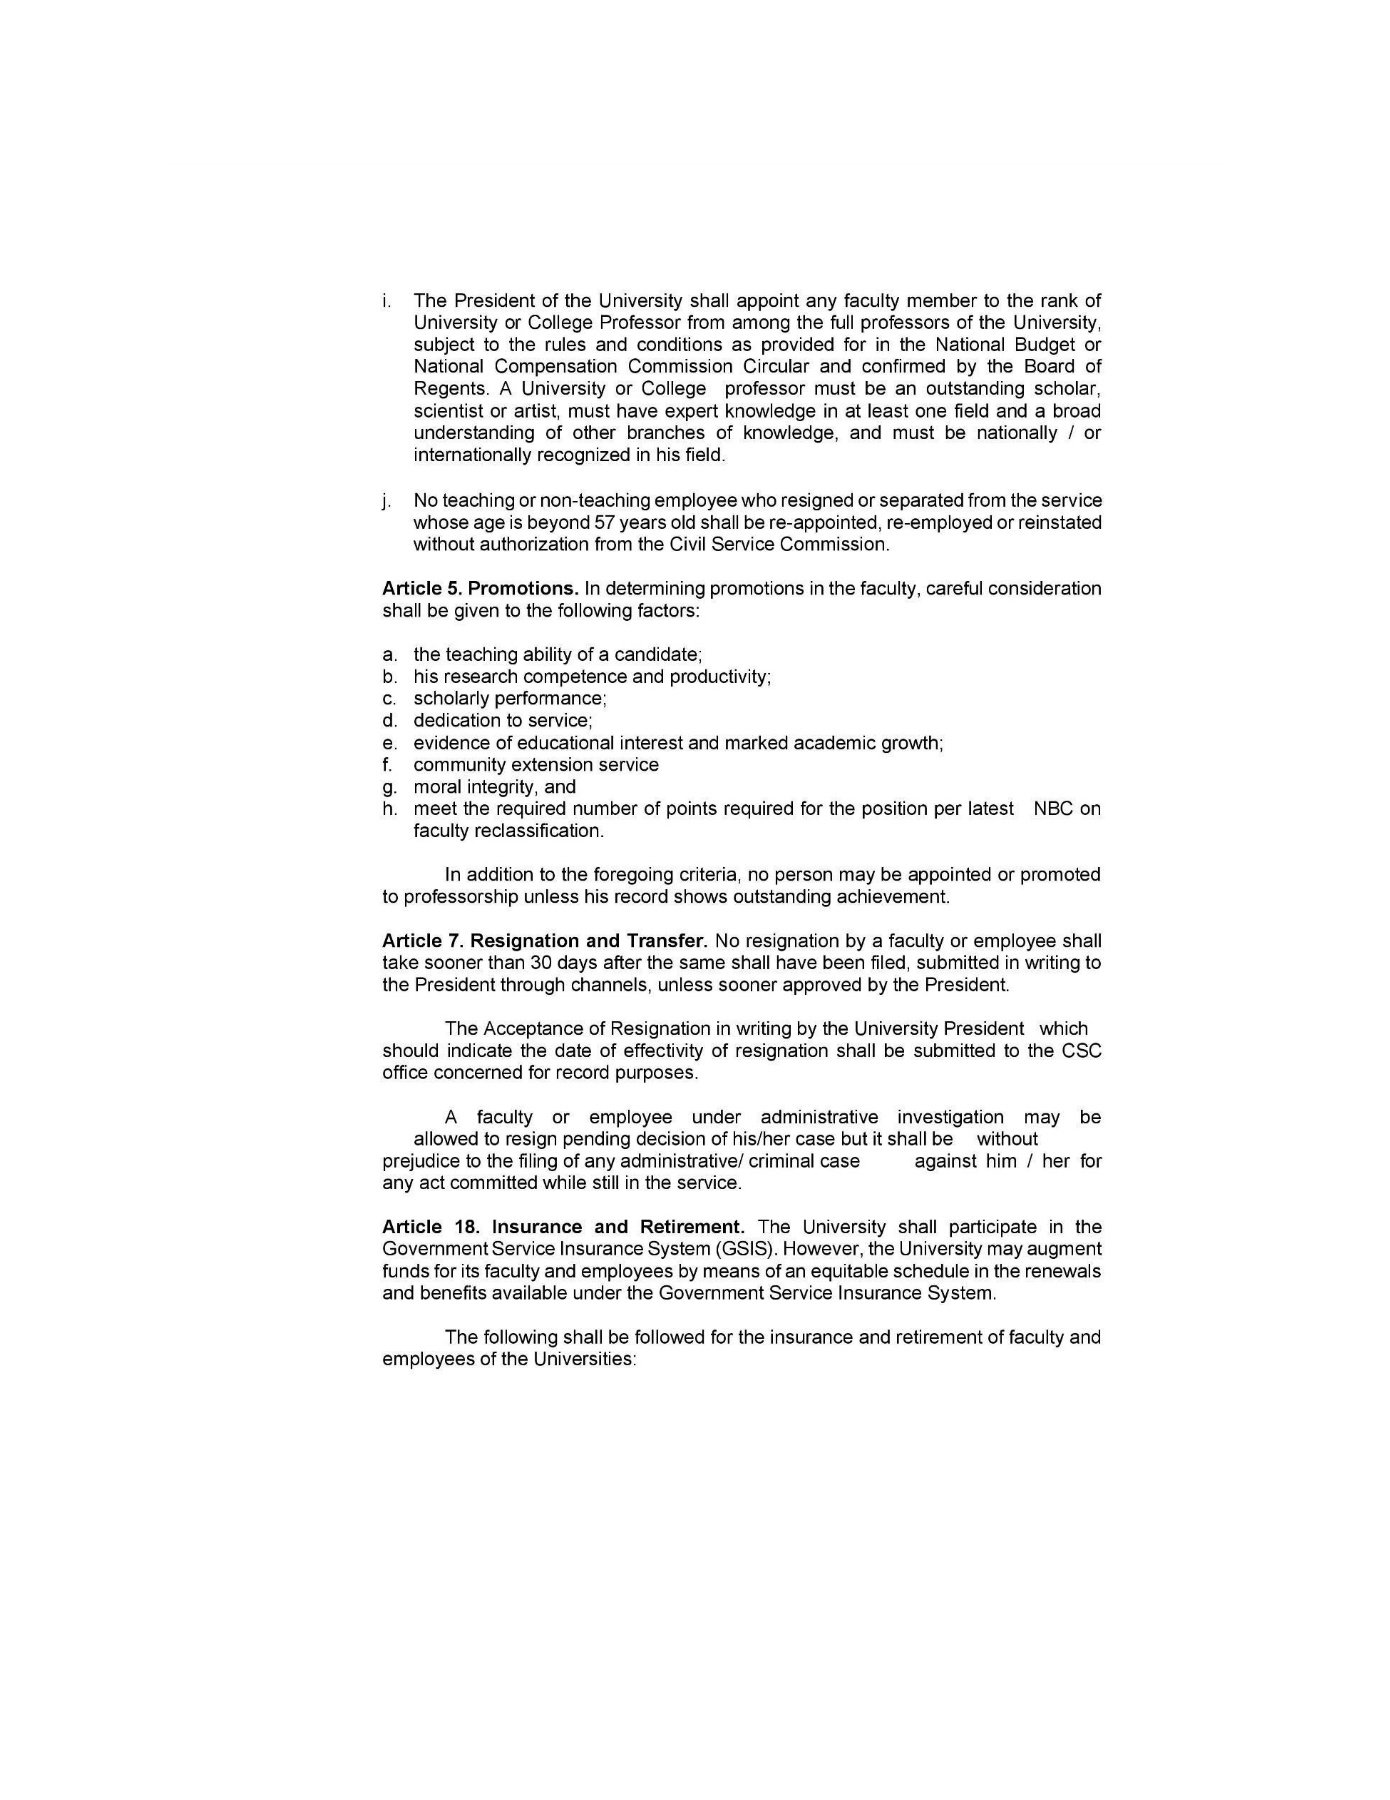 i. The President of the University shall appoint any faculty member to the rank of
University or College Professor from among the full professors of the University,
subject to the rules and conditions as provided for in the National Budget or
National Compensation Commission Circular and confirmed by the Board of
Regents. A University or College professor must be an outstanding scholar,
scientist or artist, must have expert knowledge in at least one field and a broad
understanding of other branches of knowledge, and must be nationally / or
internationally recognized in his field.
j. No teaching or non-teaching employee who resigned or separated from the service
whose age is beyond 57 years old shall be re-appointed, re-employed or reinstated
without authorization from the Civil Service Commission.
Article 5. Promotions. In determining promotions in the faculty, careful consideration
shall be given to the following factors:
a. the teaching ability of a candidate;
b. his research competence and productivity;
c. scholarly performance;
d. dedication to service;
e. evidence of educational interest and marked academic growth;
f. community extension service
g. moral integrity, and
h. meet the required number of points required for the position per latest NBC on
faculty reclassification.
In addition to the foregoing criteria, no person may be appointed or promoted
to professorship unless his record shows outstanding achievement.
Article 7. Resignation and Transfer. No resignation by a faculty or employee shall
take sooner than 30 days after the same shall have been filed, submitted in writing to
the President through channels, unless sooner approved by the President.
The Acceptance of Resignation in writing by the University President which
should indicate the date of effectivity of resignation shall be submitted to the CSC
office concerned for record purposes.
A faculty or employee under administrative investigation may be
allowed to resign pending decision of his/her case but it shall be without
prejudice to the filing of any administrative/ criminal case against him / her for
any act committed while still in the service.
Article 18. Insurance and Retirement. The University shall participate in the
Government Service Insurance System (GSIS). However, the University may augment
funds for its faculty and employees by means of an equitable schedule in the renewals
and benefits available under the Government Service Insurance System.
The following shall be followed for the insurance and retirement of faculty and
employees of the Universities: